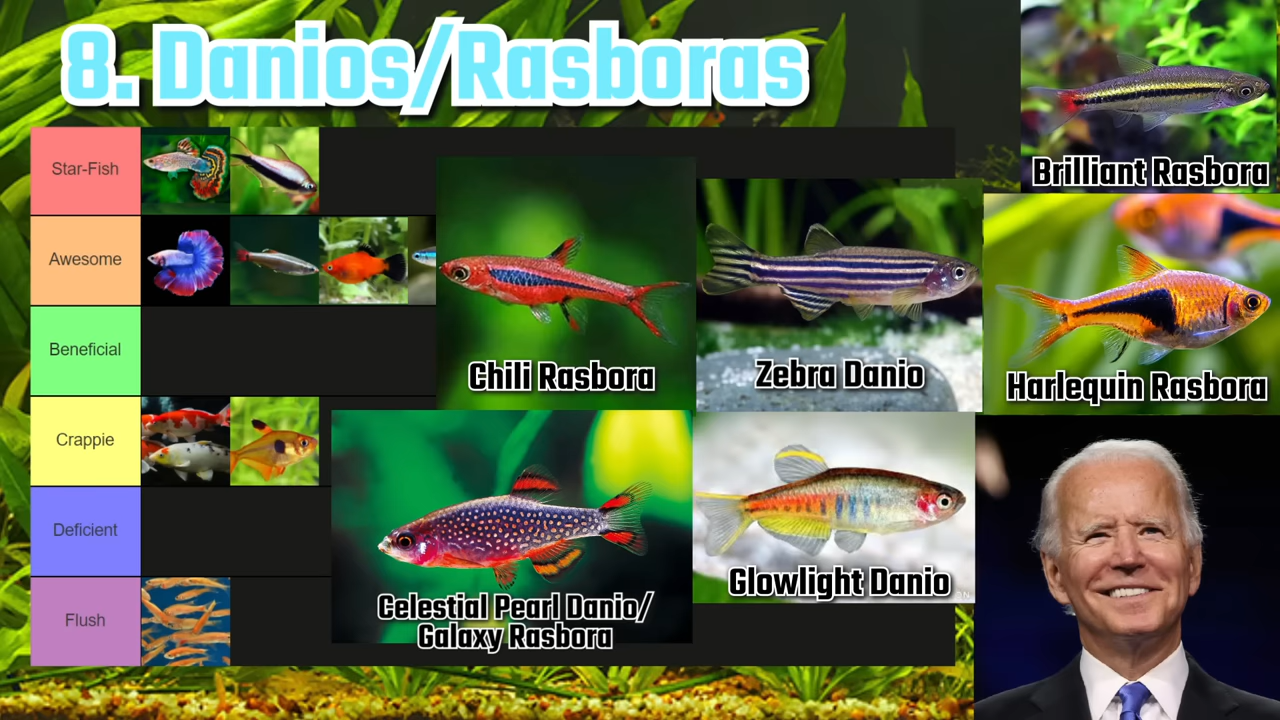 8. Danios/Rasboras
Star-Fish
Awesome
Beneficial
Crappie
Deficient
Flush
Brilliant Rasbora
Chili Rasbora
Zebra Danio
Harlequin Rasbora
Celestial Pearl Danio/
Galaxy Rasbora
Glowlight Danio